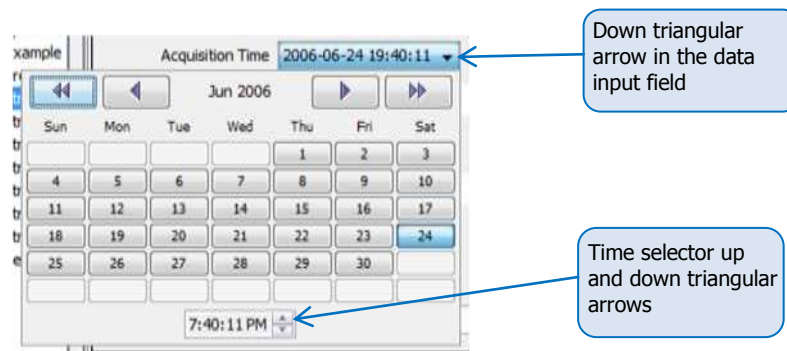 xample
Acquisition Time 2006-06-24 19:40:11
Jun 2006
Sun Mon Tue Wed Thu Fri Sat
1 2 3
4 5 6 7 8 9 10
11 12 13 14 15 16 17
18 19 20 21 22 23 24
25 26 27 28 29 30
7:40:11 PM
Down triangular
arrow in the data
input field
Time selector up
and down triangular
arrows